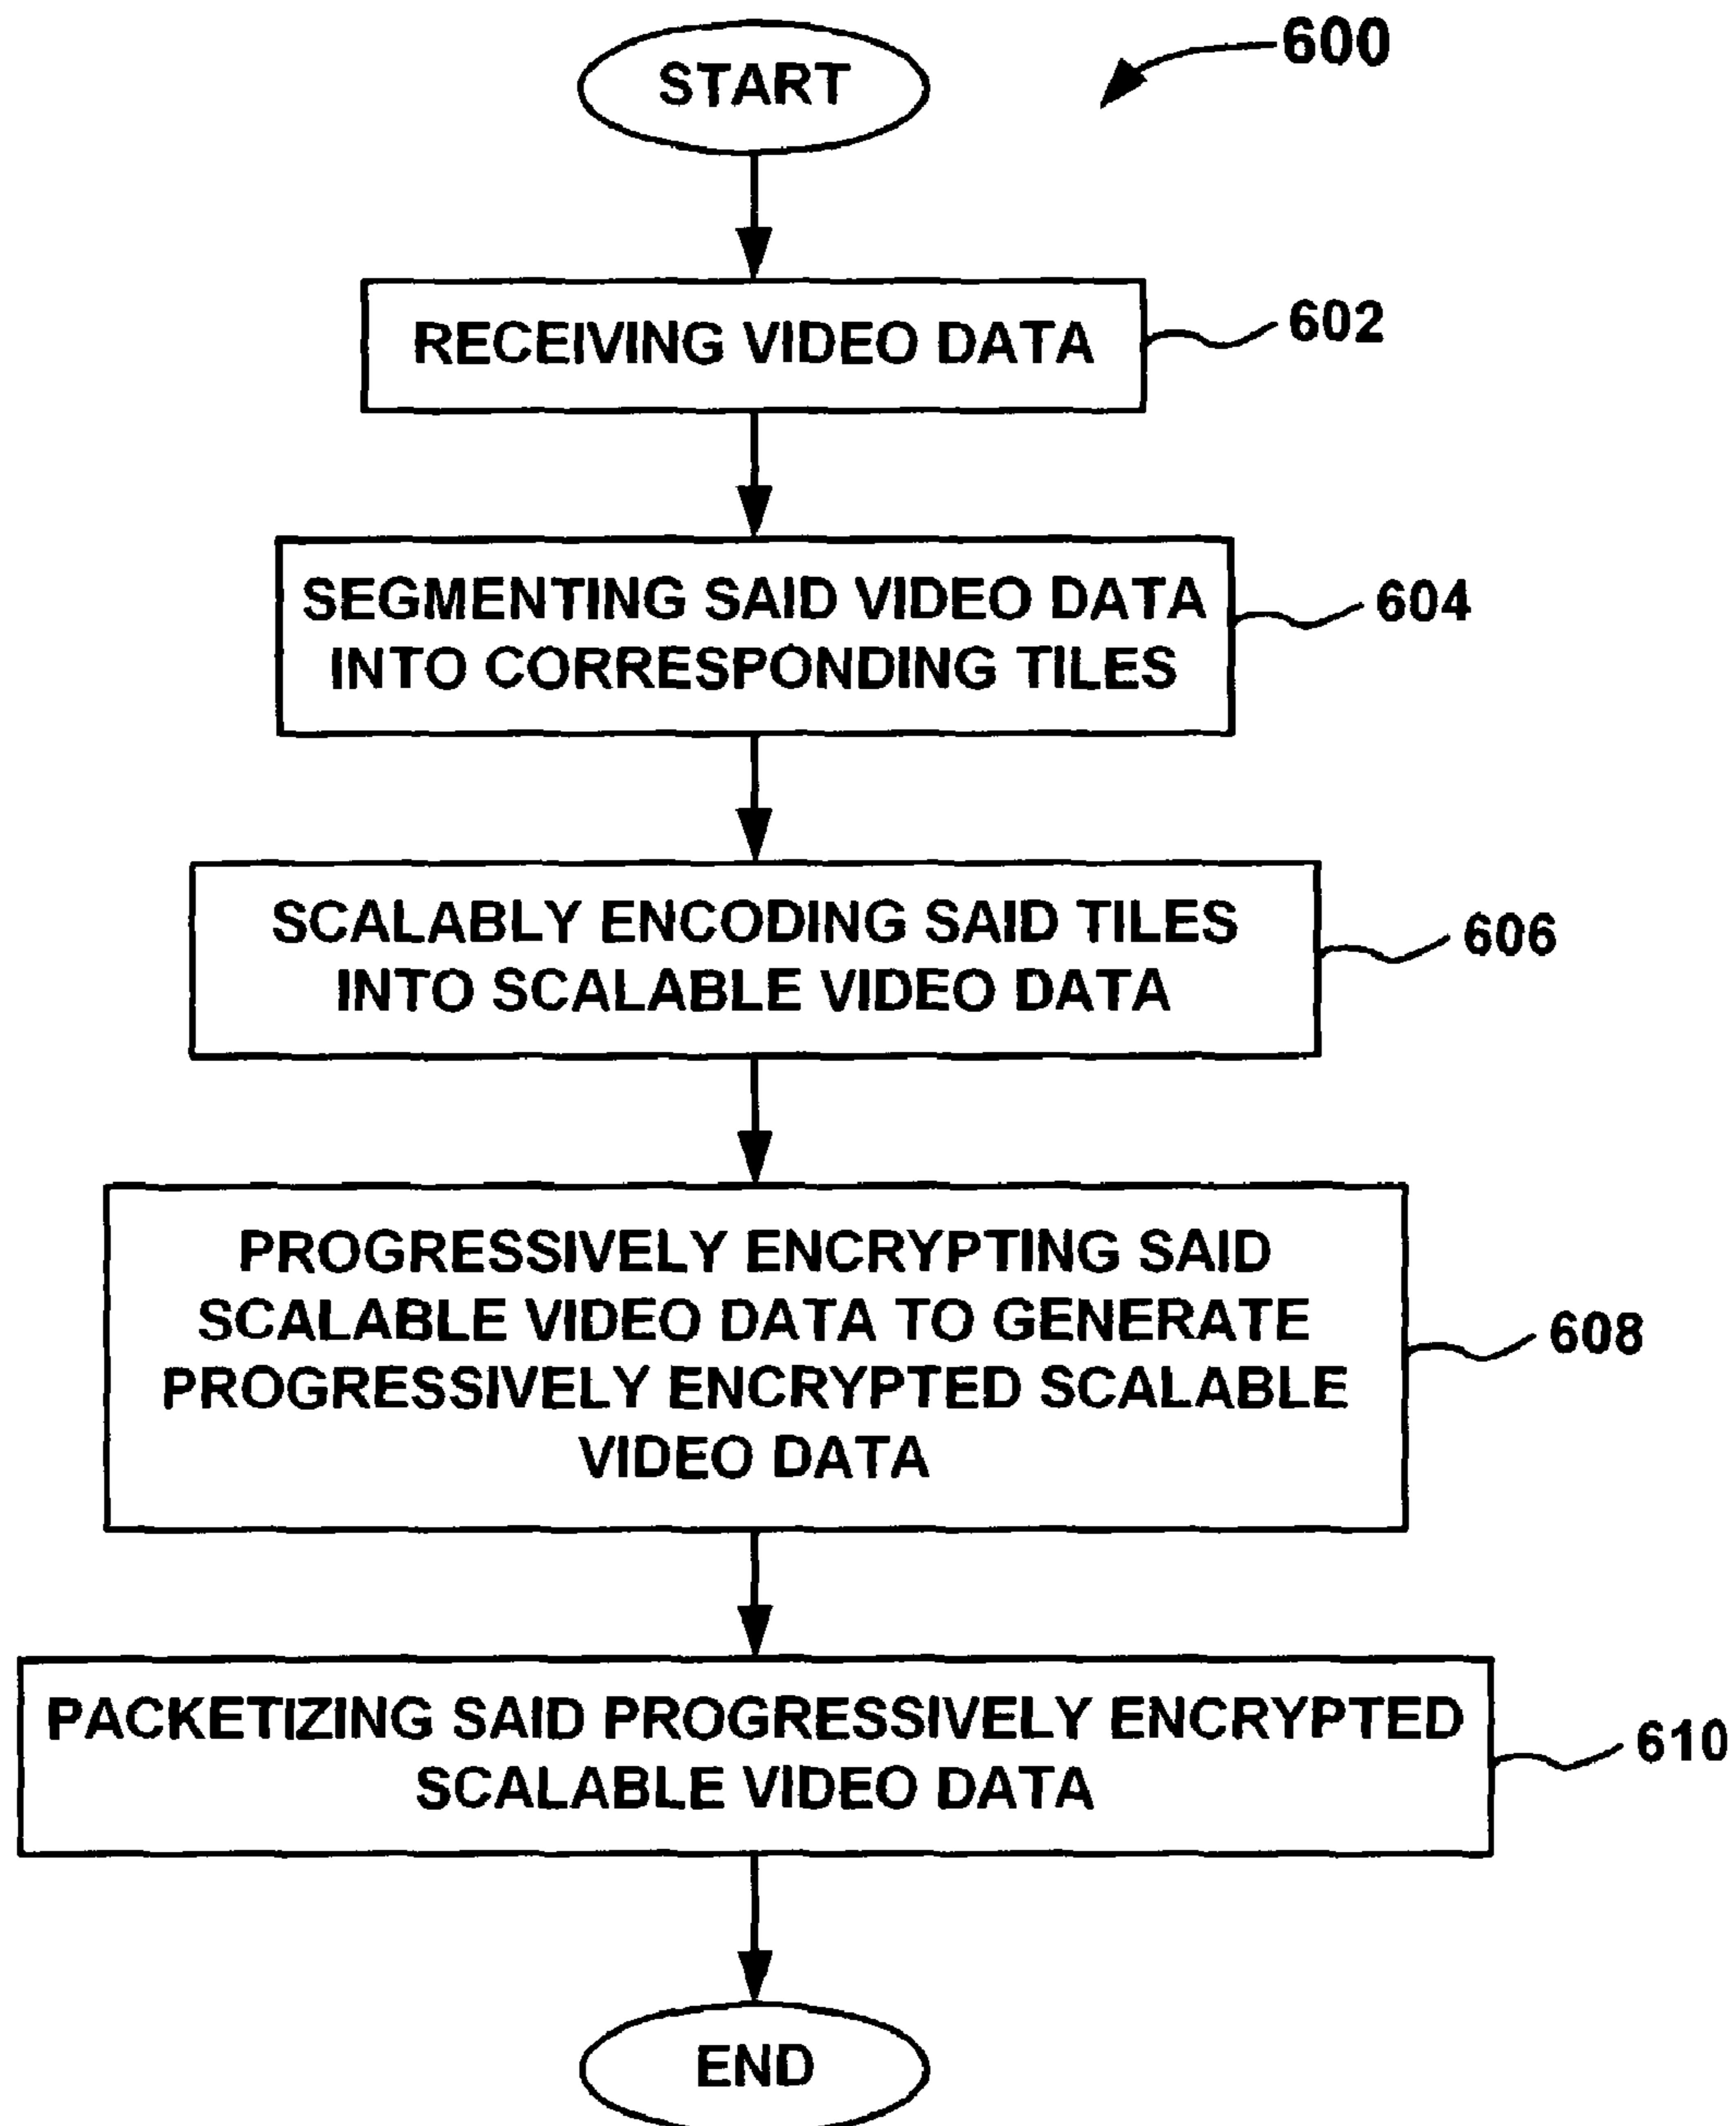 START
600
RECEIVING VIDEO DATA
602
SEGMENTING SAID VIDEO DATA
INTO CORRESPONDING TILES
604
SCALABLY ENCODING SAID TILES
INTO SCALABLE VIDEO DATA
606
PROGRESSIVELY ENCRYPTING SAID
SCALABLE VIDEO DATA TO GENERATE
PROGRESSIVELY ENCRYPTED SCALABLE
VIDEO DATA
608
PACKETIZING SAID PROGRESSIVELY ENCRYPTED
SCALABLE VIDEO DATA
610
END